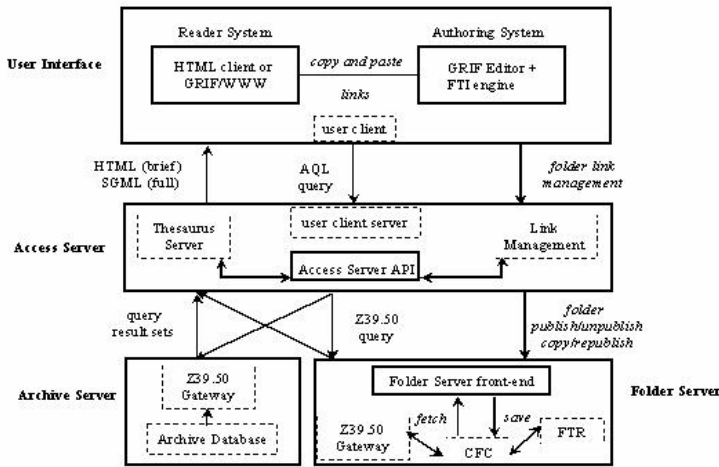 Reader System
Authoring System
User Interface
HTML client or
GRIF/WWW
copy and paste
links
GRIF Editor +
FTI engine
user client
HTML (brief)
SGML (full)
AQL
query
folder link
management
Access Server
Thesaurus
Server
user client server
Link
Management
Access Server API
query
result sets
Z39.50
query
folder
publish/unpublish
copy/republish
Archive Server
Z39.50
Gateway
Archive Database
Folder Server
Folder Server front-end
Z39.50
Gateway
fetch
save
CFC
FTR